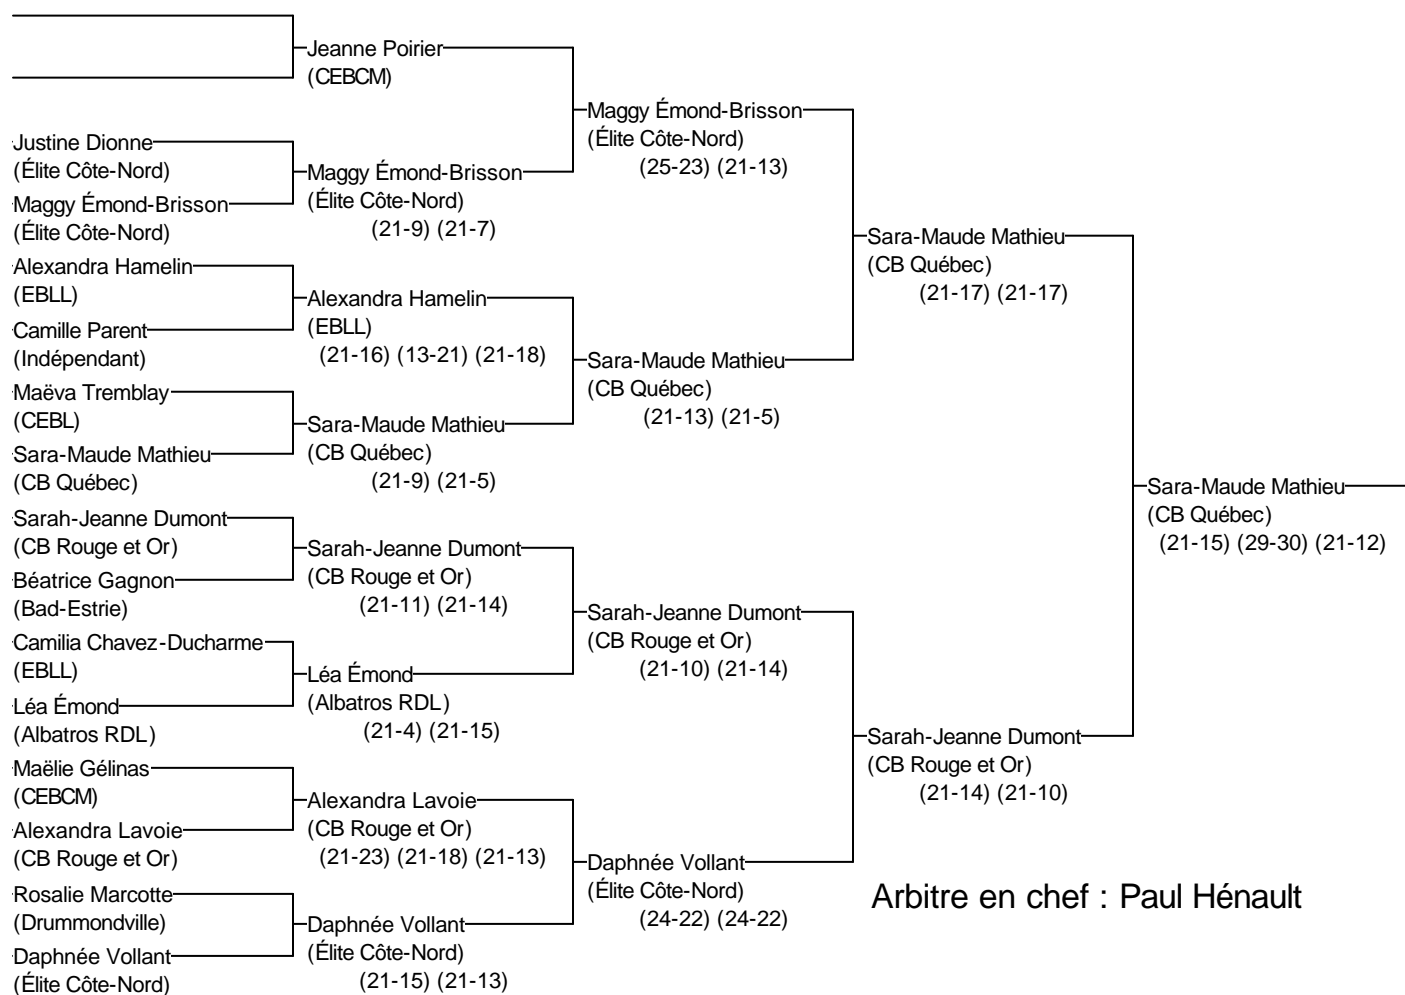 Jeanne Poirier
(CEBCM)
Justine Dionne
(Élite Côte-Nord)
Maggy Émond-Brisson
(Élite Côte-Nord)
Alexandra Hamelin
(EBLL)
Camille Parent
(Indépendant)
Maëva Tremblay
(CEBL)
Sara-Maude Mathieu
(CB Québec)
Sarah-Jeanne Dumont
(CB Rouge et Or)
Béatrice Gagnon
(Bad-Estrie)
Camilia Chavez-Ducharme
(EBLL)
Léa Émond
(Albatros RDL)
Maëlie Gélinas
(CEBCM)
Alexandra Lavoie
(CB Rouge et Or)
Rosalie Marcotte
(Drummondville)
Daphnée Vollant
(Élite Côte-Nord)
Maggy Émond-Brisson
(Élite Côte-Nord)
(21-9) (21-7)
Alexandra Hamelin
(EBLL)
(21-16) (13-21) (21-18)
Sara-Maude Mathieu
(CB Québec)
(21-9) (21-5)
Sarah-Jeanne Dumont
(CB Rouge et Or)
(21-11) (21-14)
Léa Émond
(Albatros RDL)
(21-4) (21-15)
Alexandra Lavoie
(CB Rouge et Or)
(21-23) (21-18) (21-13)
Daphnée Vollant
(Élite Côte-Nord)
(21-15) (21-13)
Maggy Émond-Brisson
(Élite Côte-Nord)
(25-23) (21-13)
Sara-Maude Mathieu
(CB Québec)
(21-13) (21-5)
Sarah-Jeanne Dumont
(CB Rouge et Or)
(21-10) (21-14)
Daphnée Vollant
(Élite Côte-Nord)
(24-22) (24-22)
Sara-Maude Mathieu
(CB Québec)
(21-17) (21-17)
Sarah-Jeanne Dumont
(CB Rouge et Or)
(21-14) (21-10)
Sara-Maude Mathieu
(CB Québec)
(21-15) (29-30) (21-12)
Arbitre en chef : Paul Hénault